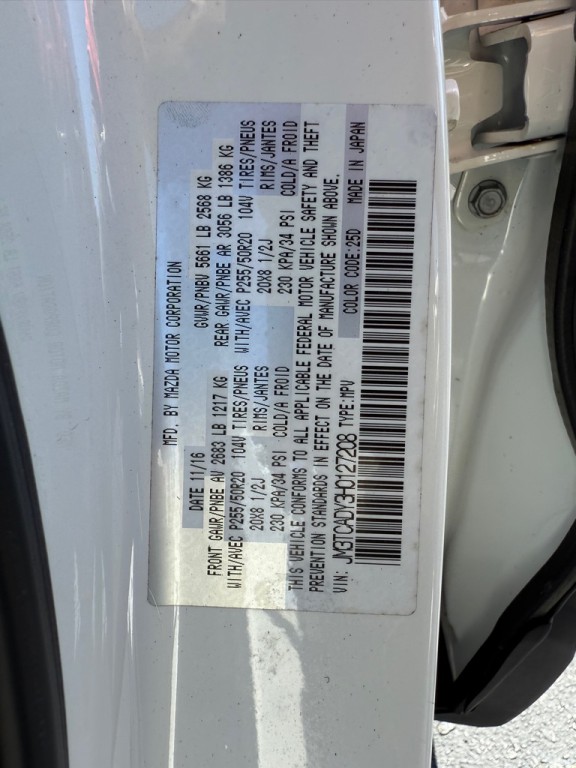 MFD. BY MAZDA MOTOR CORPORATION
DATE 11/16 GVWR/PNBV 5661 LB 2568 KG
FRONT GAWR/PNBE AV 2683 LB 1217 KG REAR GAWR/PNBE AR 3056 LB 1386 KG
WITH/AVEC P255/50R20 104V TIRES/PNEUS WITH/AVEC P255/50R20 104V TIRES/PNEUS
20X8 1/2J RIMS/JANTES 20X8 1/2J RIMS/JANTES
230 KPA/34 PSI COLD/A FROID 230 KPA/34 PSI COLD/A FROID
THIS VEHICLE CONFORMS TO ALL APPLICABLE FEDERAL MOTOR VEHICLE SAFETY AND THEFT
PREVENTION STANDARDS IN EFFECT ON THE DATE OF MANUFACTURE SHOWN ABOVE.
VIN: JM3TCADY3H0127208 TYPE:MPV COLOR CODE:25D MADE IN JAPAN